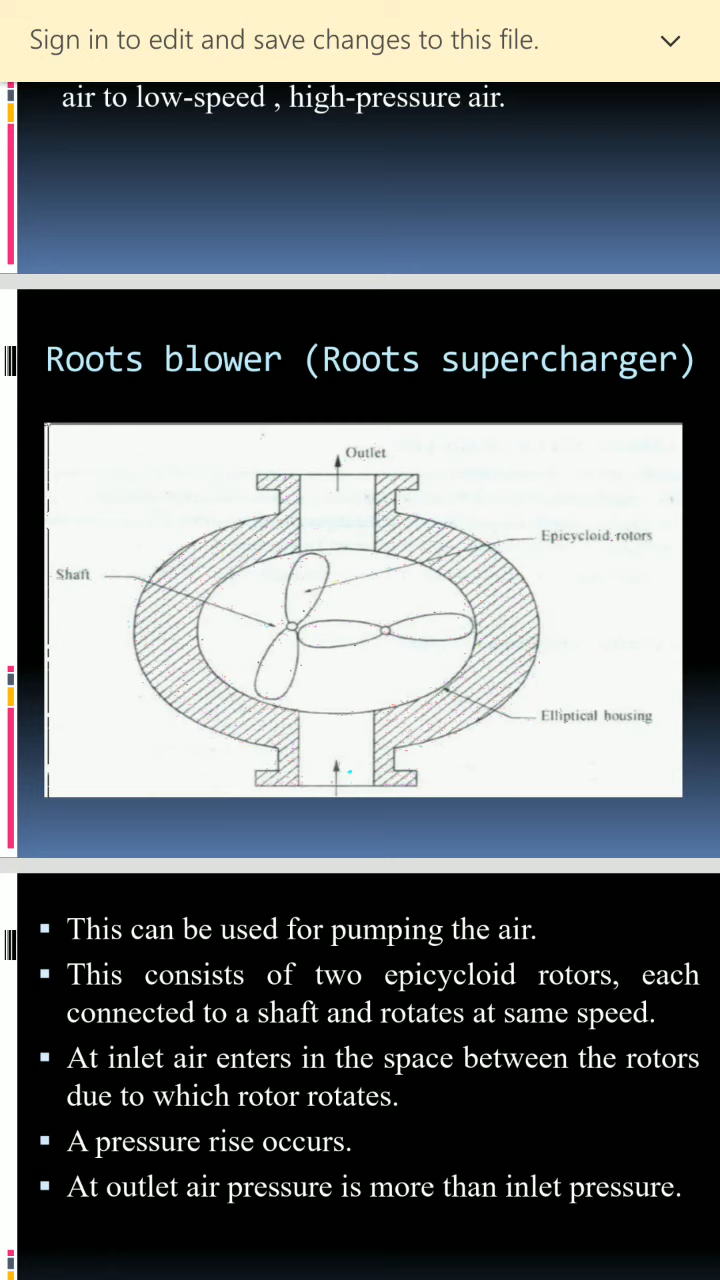 Sign in to edit and save changes to this file.
air to low-speed , high-pressure air.
Roots blower (Roots supercharger)
Outlet
Epicycloid rotors
Shaft
Elliptical housing
This can be used for pumping the air.
This consists of two epicycloid rotors, each
connected to a shaft and rotates at same speed.
At inlet air enters in the space between the rotors
due to which rotor rotates.
A pressure rise occurs.
At outlet air pressure is more than inlet pressure.